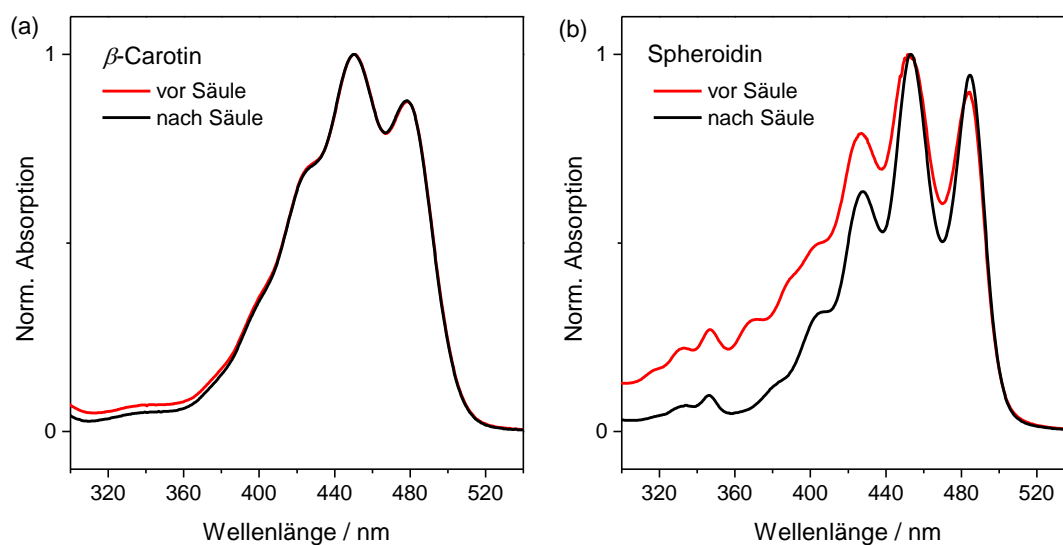 (a)
β-Carotin
vor Säule
nach Säule
1
0
Norm. Absorption
320 360 400 440 480 520
Wellenlänge / nm
(b)
Spheroidin
vor Säule
nach Säule
1
0
Norm. Absorption
320 360 400 440 480 520
Wellenlänge / nm